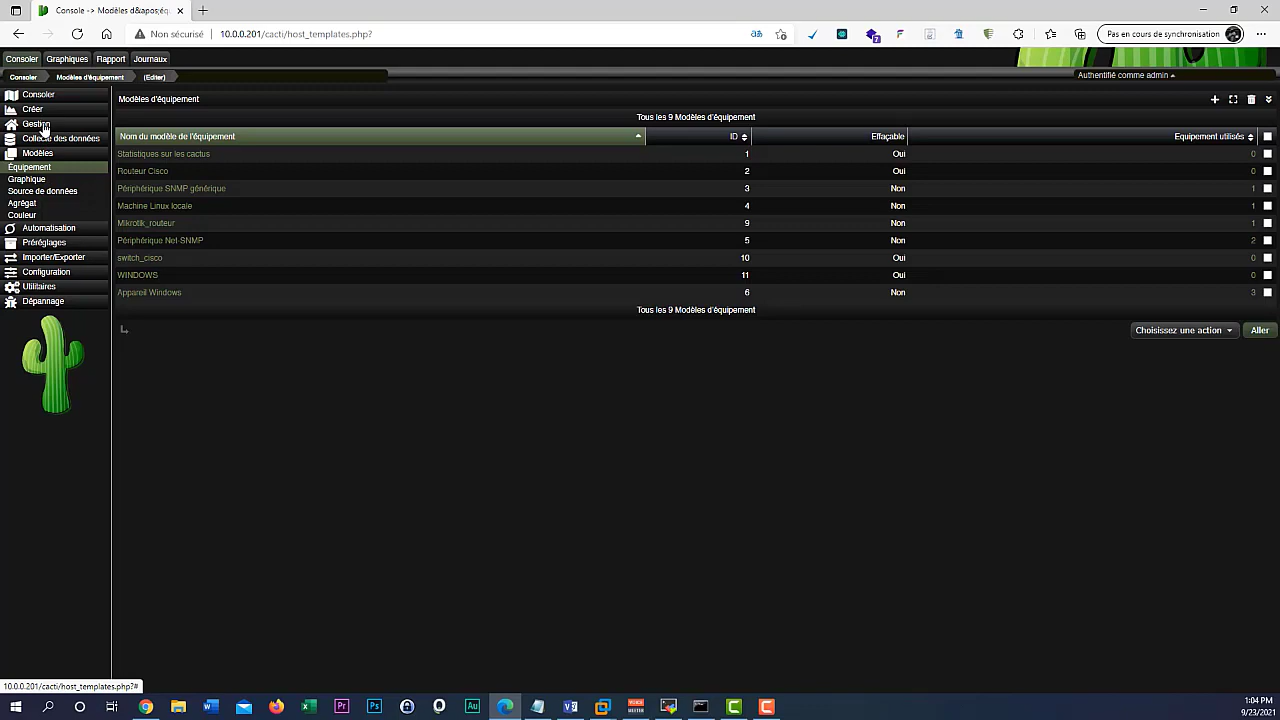 Console -> Modèles d&apos;éq
Non sécurisé
10.0.0.201/cacti/host_templates.php?
Pas en cours de synchronisation
Consoler
Graphiques
Rapport
Journaux
Consoler
Modèles d'équipement
(Editer)
Authentifié comme admin
Consoler
Créer
Gestion
Collecte des données
Modèles
Équipement
Graphique
Source de données
Agrégat
Couleur
Automatisation
Préréglages
Importer/Exporter
Configuration
Utilitaires
Dépannage
Modèles d'équipement
Tous les 9 Modèles d'équipement
Nom du modèle de l'équipement ID Effaçable Equipement utilisés
Statistiques sur les cactus 1 Oui 0
Routeur Cisco 2 Oui 0
Périphérique SNMP générique 3 Non 1
Machine Linux locale 4 Non 1
Mikrotik_routeur 9 Non 1
Périphérique Net-SNMP 5 Non 2
switch_cisco 10 Oui 0
WINDOWS 11 Oui 0
Appareil Windows 6 Non 3
Tous les 9 Modèles d'équipement
Choisissez une action
Aller
10.0.0.201/cacti/host_templates.php?#
1:04 PM
9/23/2021